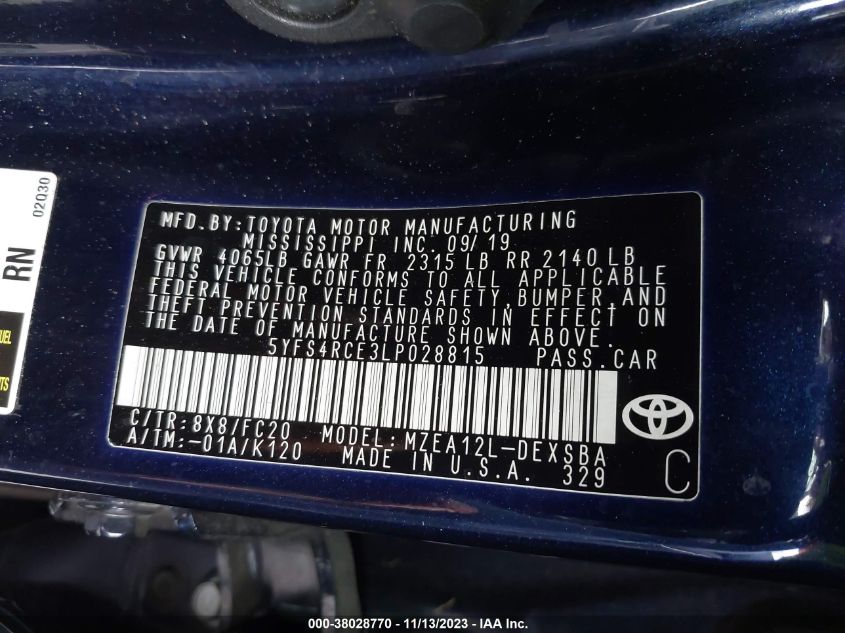 02030
RN
UEL
TS
MFD.BY:TOYOTA MOTOR MANUFACTURING
MISSISSIPPI INC. 09/19
GVWR 4065LB GAWR FR 2315 LB RR 2140 LB
THIS VEHICLE CONFORMS TO ALL APPLICABLE
FEDERAL MOTOR VEHICLE SAFETY,BUMPER,AND
THEFT PREVENTION STANDARDS IN EFFECT ON
THE DATE OF MANUFACTURE SHOWN ABOVE.
5YFS4RCE3LP028815 PASS.CAR
C/TR:8X8/FC20 MODEL:MZEA12L-DEXSBA
A/TM:-01A/K120 MADE IN U.S.A. 329
C
000-38028770 - 11/13/2023 - IAA Inc.